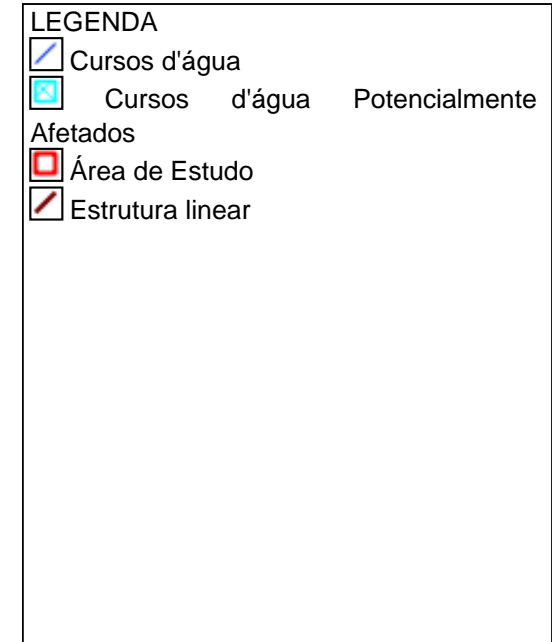 LEGENDA
Cursos d'água
Cursos d'água Potencialmente
Afetados
Área de Estudo
Estrutura linear